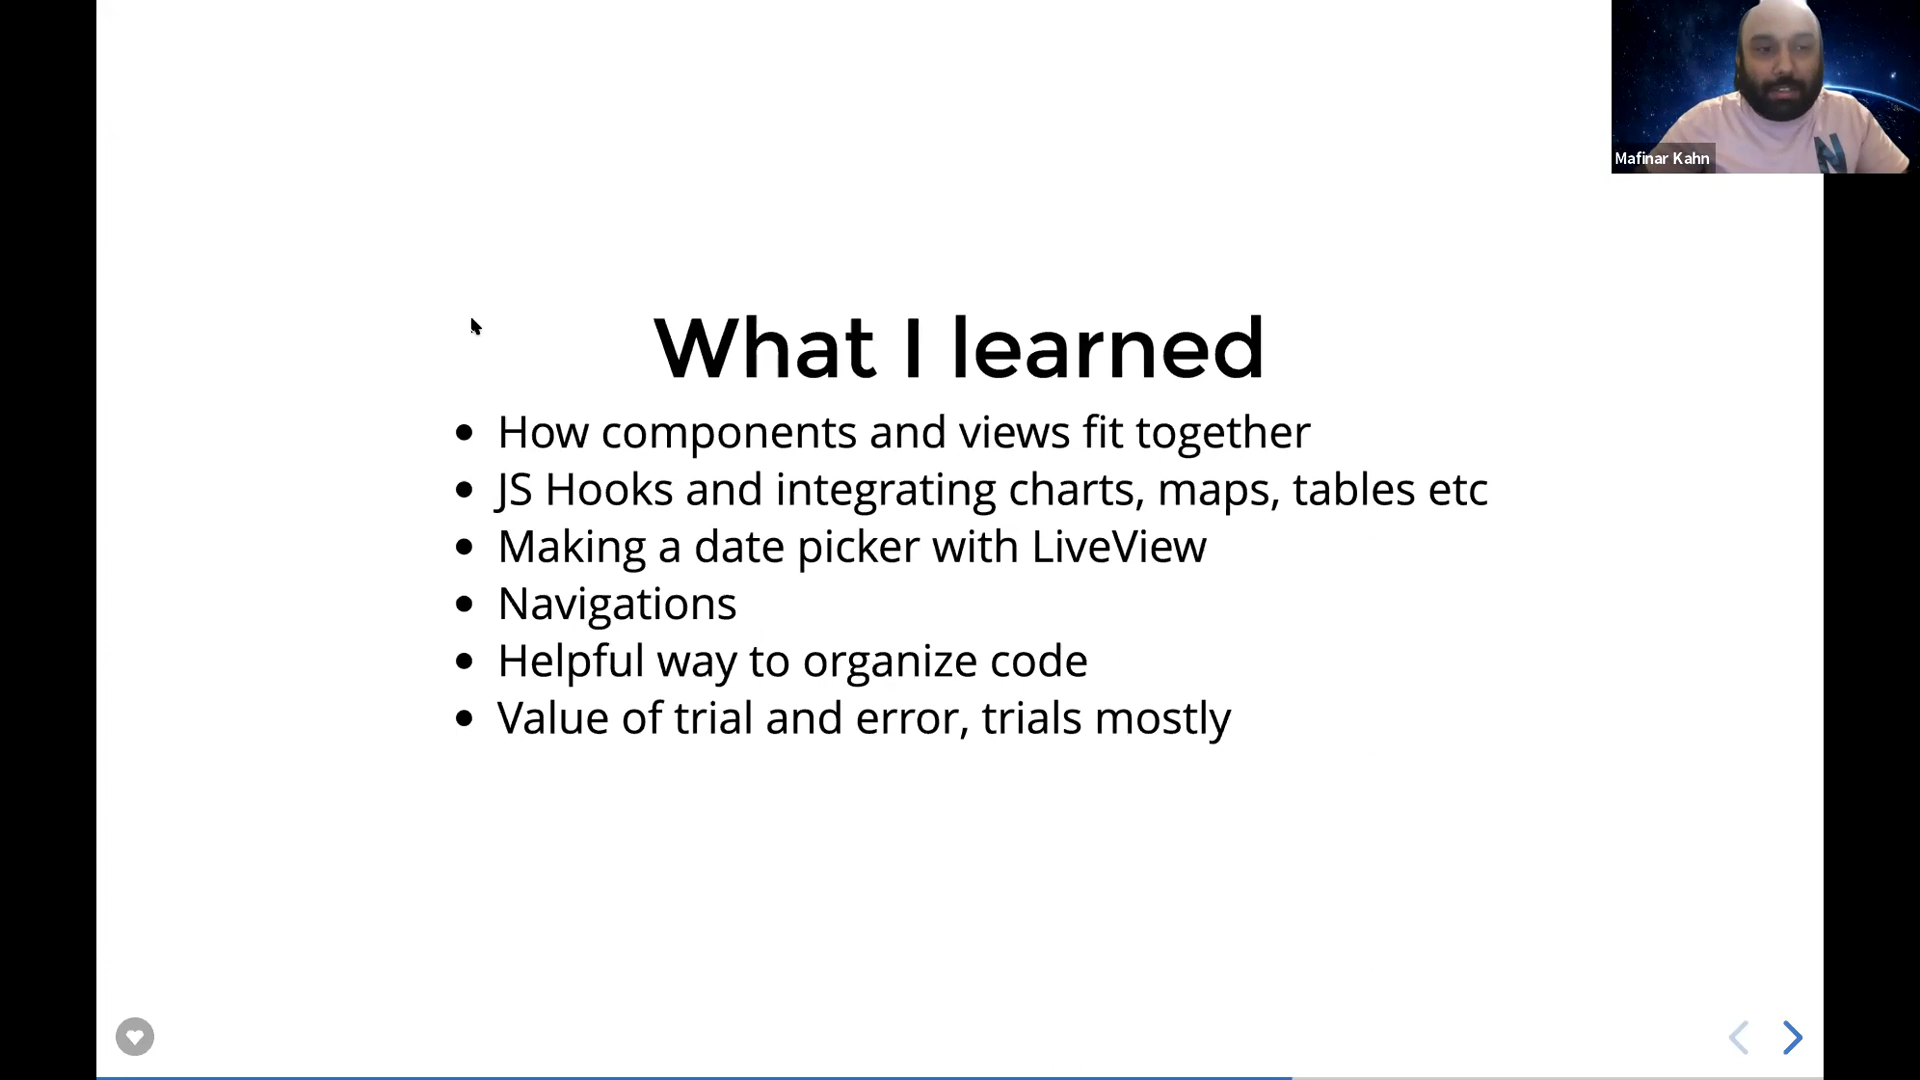 Mafinar Kahn
N
What I learned
How components and views fit together
JS Hooks and integrating charts, maps, tables etc
Making a date picker with LiveView
Navigations
Helpful way to organize code
Value of trial and error, trials mostly